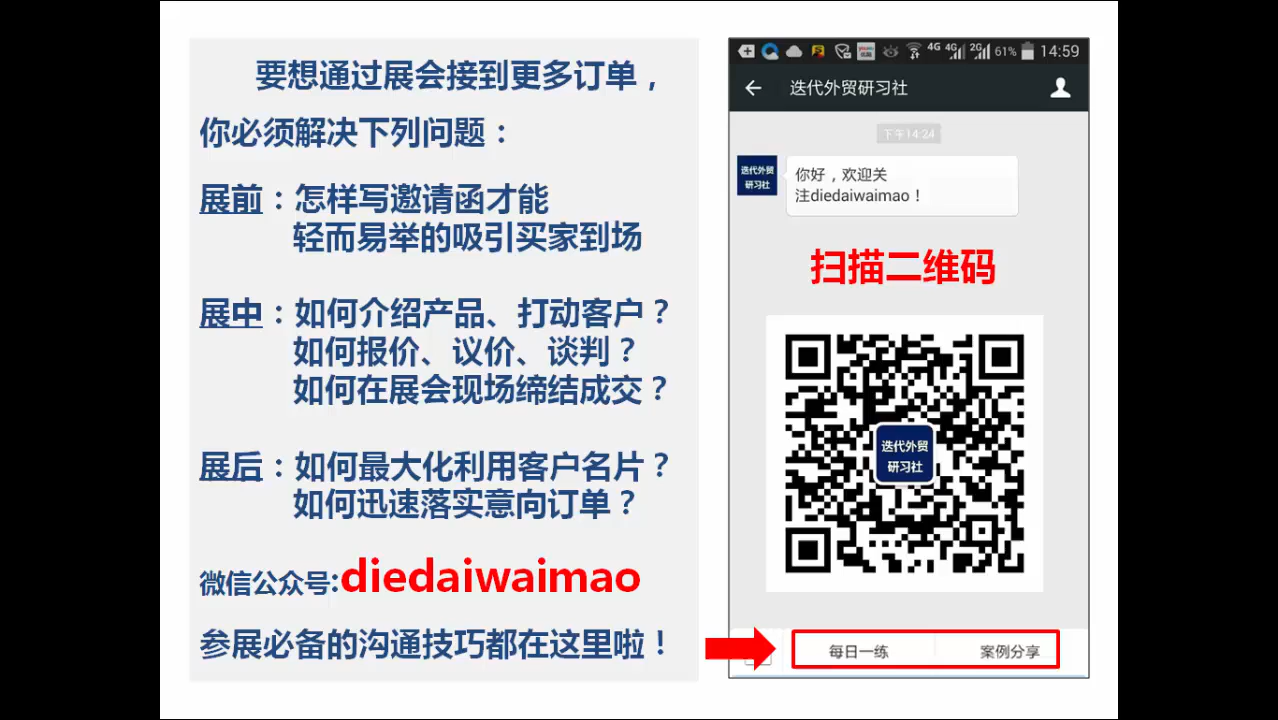 要想通过展会接到更多订单，
你必须解决下列问题：
展前：怎样写邀请函才能
轻而易举的吸引买家到场
展中：如何介绍产品、打动客户？
如何报价、议价、谈判？
如何在展会现场缔结成交？
展后：如何最大化利用客户名片？
如何迅速落实意向订单？
微信公众号:diedaiwaimao
参展必备的沟通技巧都在这里啦！
4G 4G 2G 61% 14:59
迭代外贸研习社
下午14:24
迭代外贸
研习社
你好，欢迎关
注diedaiwaimao！
扫描二维码
迭代外贸
研习社
每日一练 案例分享